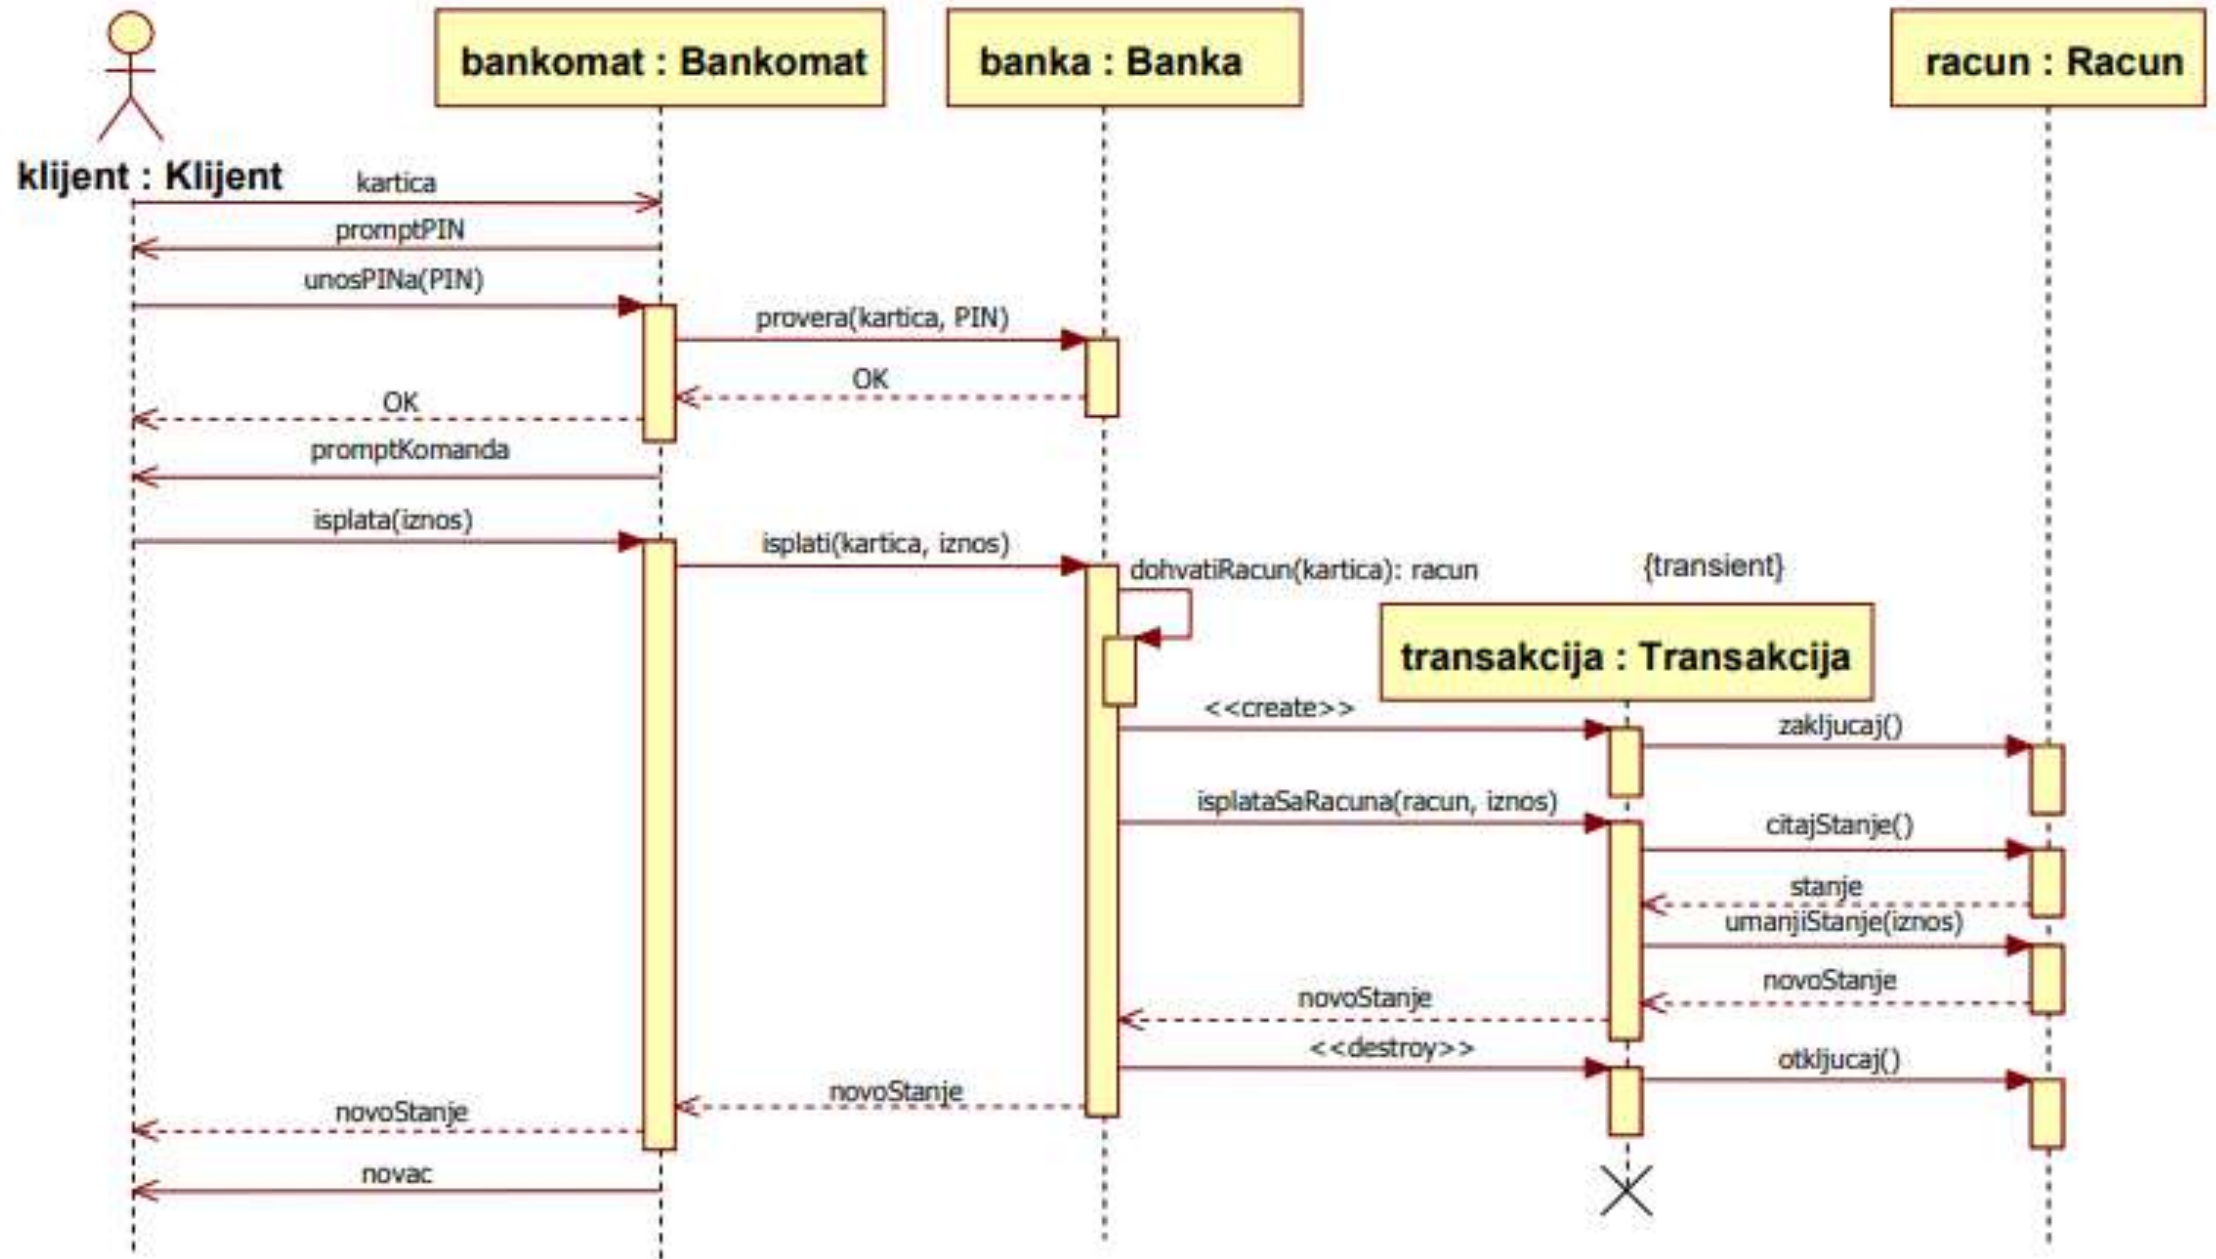 bankomat : Bankomat
banka : Banka
racun : Racun
klijent : Klijent
kartica
promptPIN
unosPINa(PIN)
provera(kartica, PIN)
OK
OK
promptKomanda
isplata(iznos)
isplati(kartica, iznos)
dohvatiRacun(kartica): racun
{transient}
transakcija : Transakcija
<<create>>
zakljucaj()
isplataSaRacuna(racun, iznos)
citajStanje()
stanje
umanjiStanje(iznos)
novoStanje
novoStanje
<<destroy>>
otkljucaj()
novoStanje
novoStanje
novac